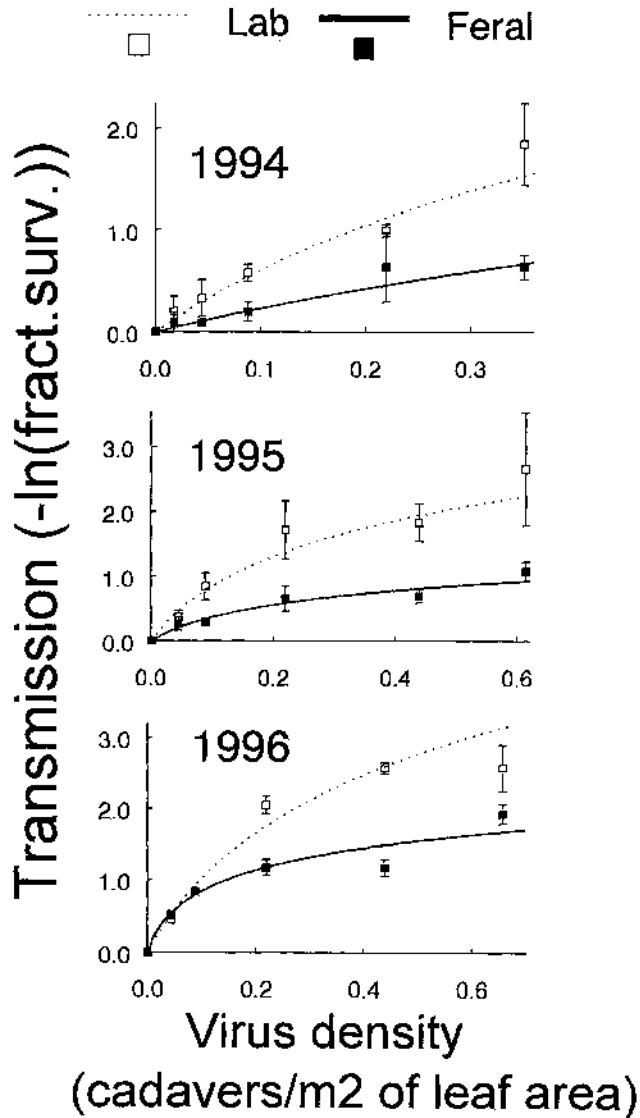 Lab Feral
Transmission (-ln(fract.surv.))
1994
2.0
1.0
0.0
0.0 0.1 0.2 0.3
1995
3.0
2.0
1.0
0.0
0.0 0.2 0.4 0.6
1996
3.0
2.0
1.0
0.0
0.0 0.2 0.4 0.6
Virus density
(cadavers/m2 of leaf area)